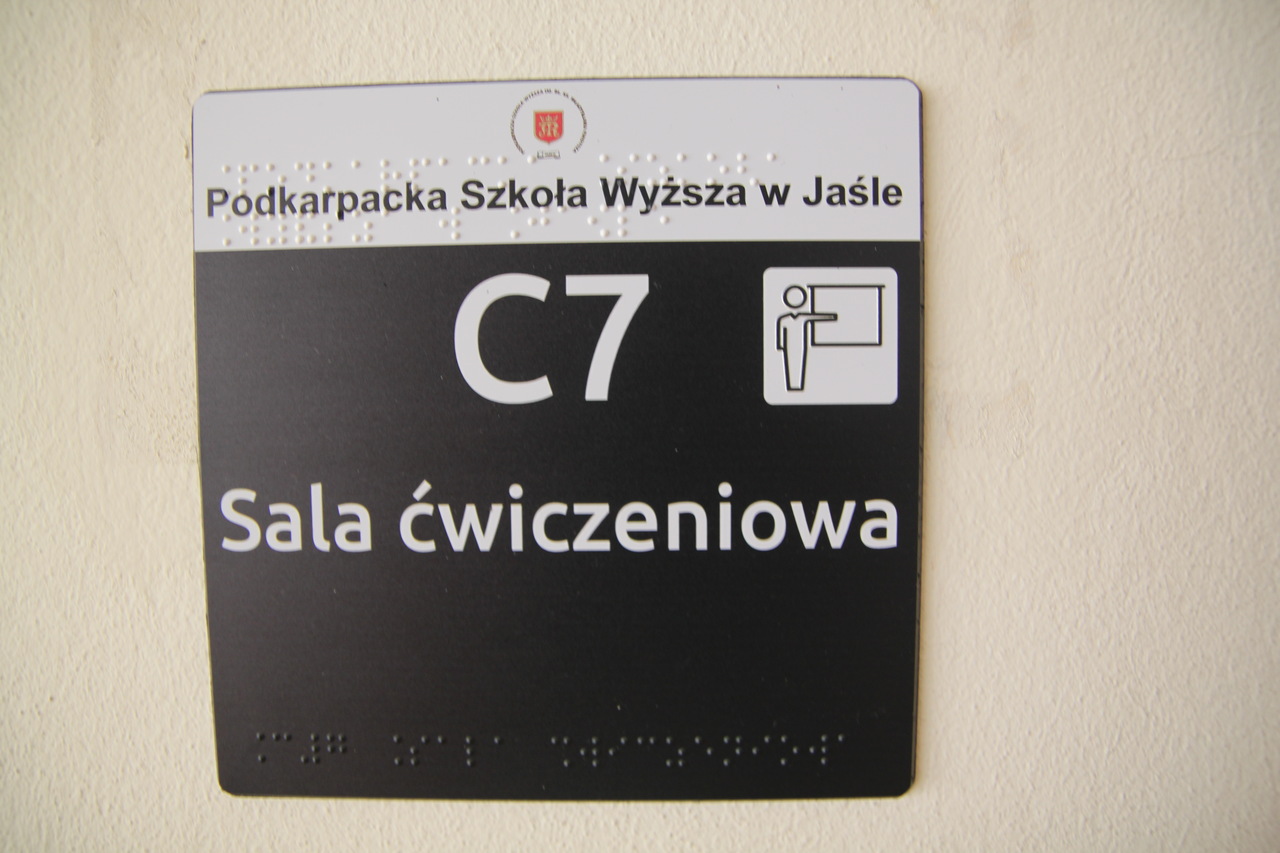 Podkarpacka Szkoła Wyższa w Jaśle
C7
Sala ćwiczeniowa